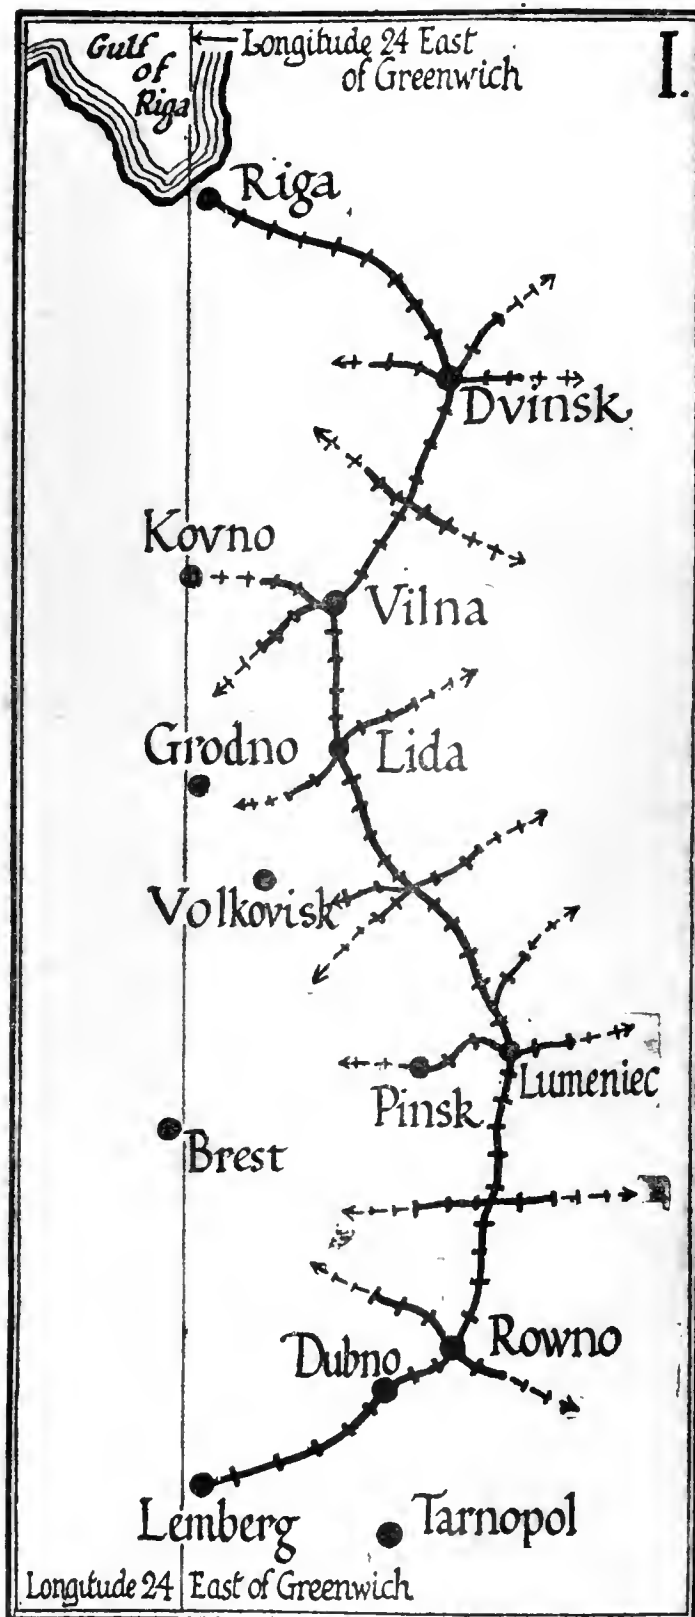 Gulf
of
Riga
Longitude 24 East
of Greenwich
I.
Riga
Dvinsk
Kovno
Vilna
Grodno
Lida
Volkovisk
Lumeniec
Pinsk
Brest
Rowno
Dubno
Lemberg
Tarnopol
Longitude 24 East of Greenwich